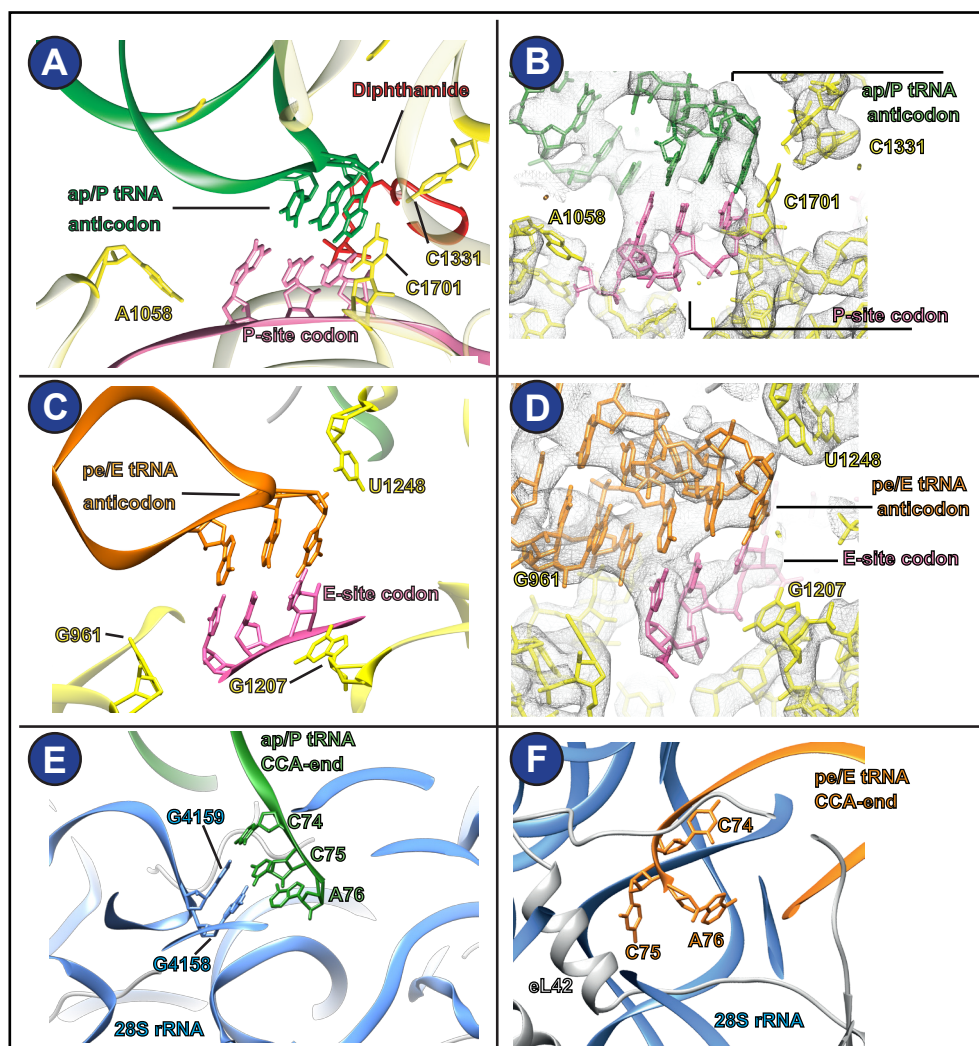 A
Diphthamide
ap/P tRNA
anticodon
A1058
C1331
C1701
P-site codon
B
ap/P tRNA
anticodon
C1331
C1701
A1058
P-site codon
C
pe/E tRNA
anticodon
U1248
E-site codon
G961
G1207
D
U1248
pe/E tRNA
anticodon
E-site codon
G961
G1207
E
ap/P tRNA
CCA-end
G4159
C74
C75
A76
G4158
28S rRNA
F
pe/E tRNA
CCA-end
C74
C75
A76
eL42
28S rRNA